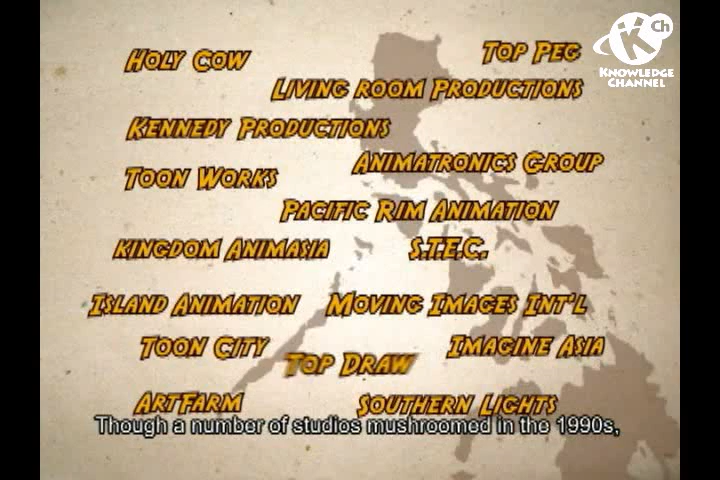 Holy Cow
Top Peg
K Ch
Knowledge
Channel
Living room Productions
Kennedy Productions
Animatronics Group
Toon Works
Pacific Rim Animation
Kingdom Animasia
S.T.E.C.
Island Animation
Moving Images Int'l
Toon City
Imagine Asia
Top Draw
ArtFarm
Southern Lights
Though a number of studios mushroomed in the 1990s,